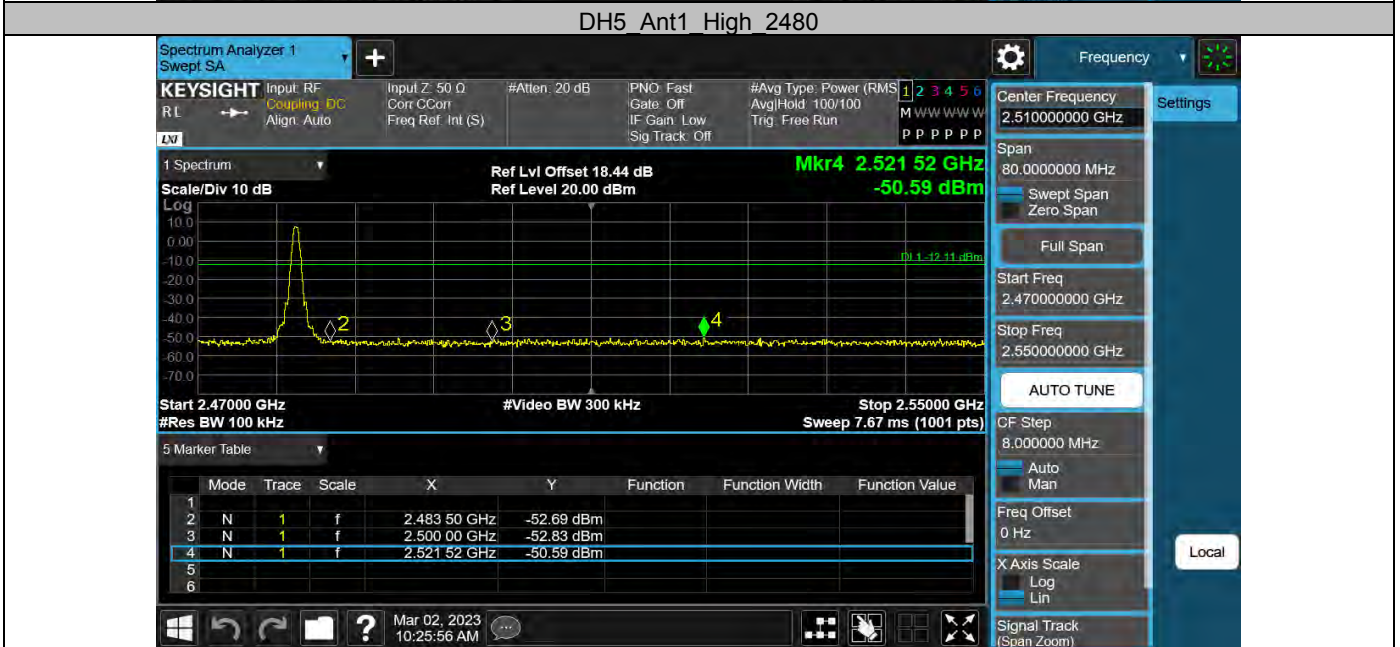 DH5_Ant1_High_2480
Spectrum Analyzer 1
Swept SA
Frequency
KEYSIGHT
RL
LXI
Input: RF
Coupling: DC
Align: Auto
Input Z: 50 Ω
Corr CCorr
Freq Ref: Int (S)
#Atten: 20 dB
PNO: Fast
Gate: Off
IF Gain: Low
Sig Track: Off
#Avg Type: Power (RMS
Avg|Hold: 100/100
Trig: Free Run
1 2 3 4 5 6
M W W W W W
P P P P P P
Center Frequency
2.510000000 GHz
Settings
1 Spectrum
Ref Lvl Offset 18.44 dB
Mkr4 2.521 52 GHz
Scale/Div 10 dB
Ref Level 20.00 dBm
-50.59 dBm
Log
10.0
0.00
-10.0
-20.0
-30.0
-40.0
-50.0
-60.0
-70.0
DL1 -12.11 dBm
2
3
4
Start 2.47000 GHz
#Video BW 300 kHz
Stop 2.55000 GHz
#Res BW 100 kHz
Sweep 7.67 ms (1001 pts)
Span
80.0000000 MHz
Swept Span
Zero Span
Full Span
Start Freq
2.470000000 GHz
Stop Freq
2.550000000 GHz
AUTO TUNE
CF Step
8.000000 MHz
Auto
Man
Freq Offset
0 Hz
X Axis Scale
Log
Lin
Signal Track
(Span Zoom)
Local
5 Marker Table
Mode Trace Scale X Y Function Function Width Function Value
1
2 N 1 f 2.483 50 GHz -52.69 dBm
3 N 1 f 2.500 00 GHz -52.83 dBm
4 N 1 f 2.521 52 GHz -50.59 dBm
5
6
?
Mar 02, 2023
10:25:56 AM